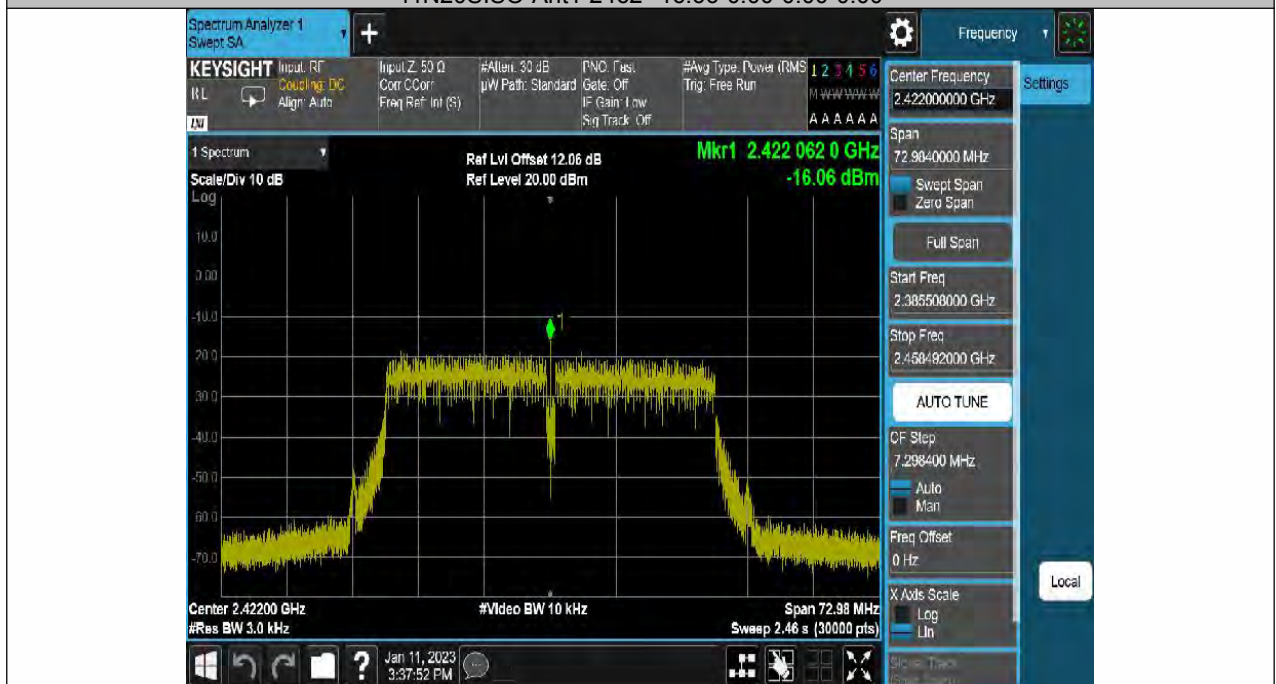 Spectrum Analyzer 1
Swept SA
+
Frequency
KEYSIGHT
Input: RF
Coupling: DC
Align: Auto
Input Z: 50 Ω
Corr CCorr
Freq Ref: Int (S)
#Atten: 30 dB
µW Path: Standard
PNO: Fast
Gate: Off
IF Gain: Low
Sig Track: Off
#Avg Type: Power (RMS
Trig: Free Run
1 2 3 4 5 6
M W W W W W
A A A A A A
RL
LXI
Center Frequency
2.422000000 GHz
Settings
1 Spectrum
Scale/Div 10 dB
Log
Ref Lvl Offset 12.06 dB
Ref Level 20.00 dBm
Mkr1 2.422 062 0 GHz
-16.06 dBm
Span
72.9840000 MHz
Swept Span
Zero Span
Full Span
Start Freq
2.385508000 GHz
Stop Freq
2.458492000 GHz
AUTO TUNE
CF Step
7.298400 MHz
Auto
Man
Freq Offset
0 Hz
X Axis Scale
Log
Lin
Local
10.0
0.00
-10.0
-20.0
-30.0
-40.0
-50.0
-60.0
-70.0
1
Center 2.42200 GHz
#Res BW 3.0 kHz
#Video BW 10 kHz
Span 72.98 MHz
Sweep 2.46 s (30000 pts)
?
Jan 11, 2023
3:37:52 PM